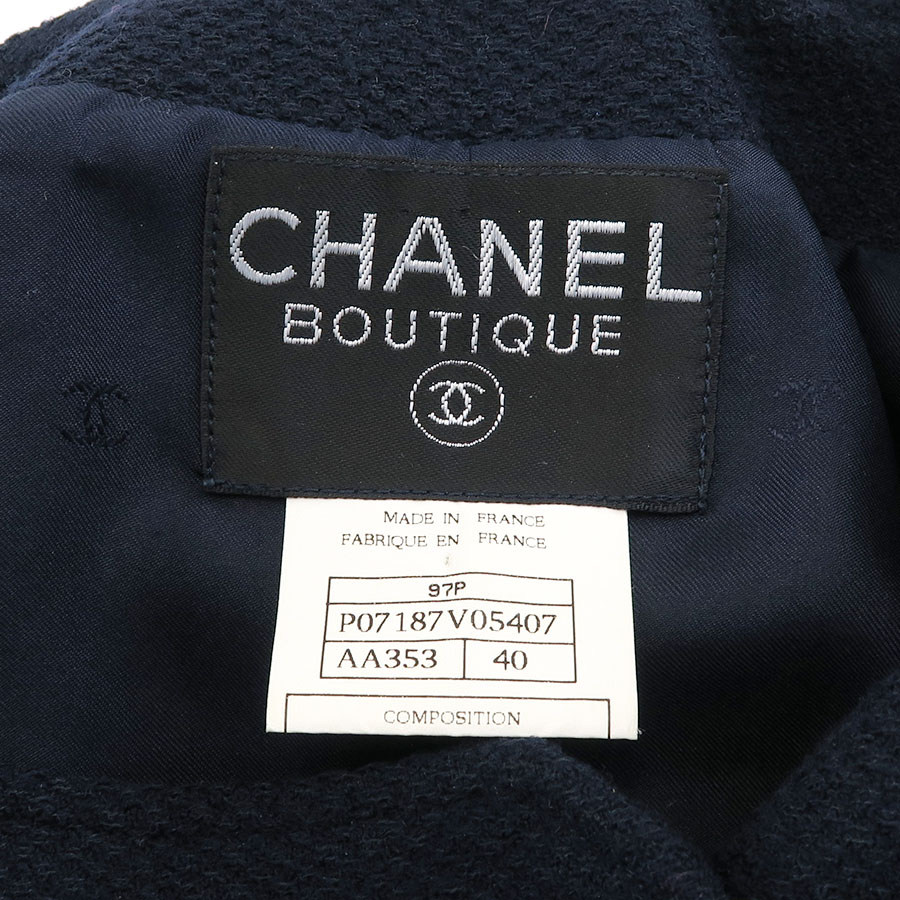 CHANEL
BOUTIQUE
MADE IN FRANCE
FABRIQUE EN FRANCE
97P
P07187V05407
AA353 40
COMPOSITION